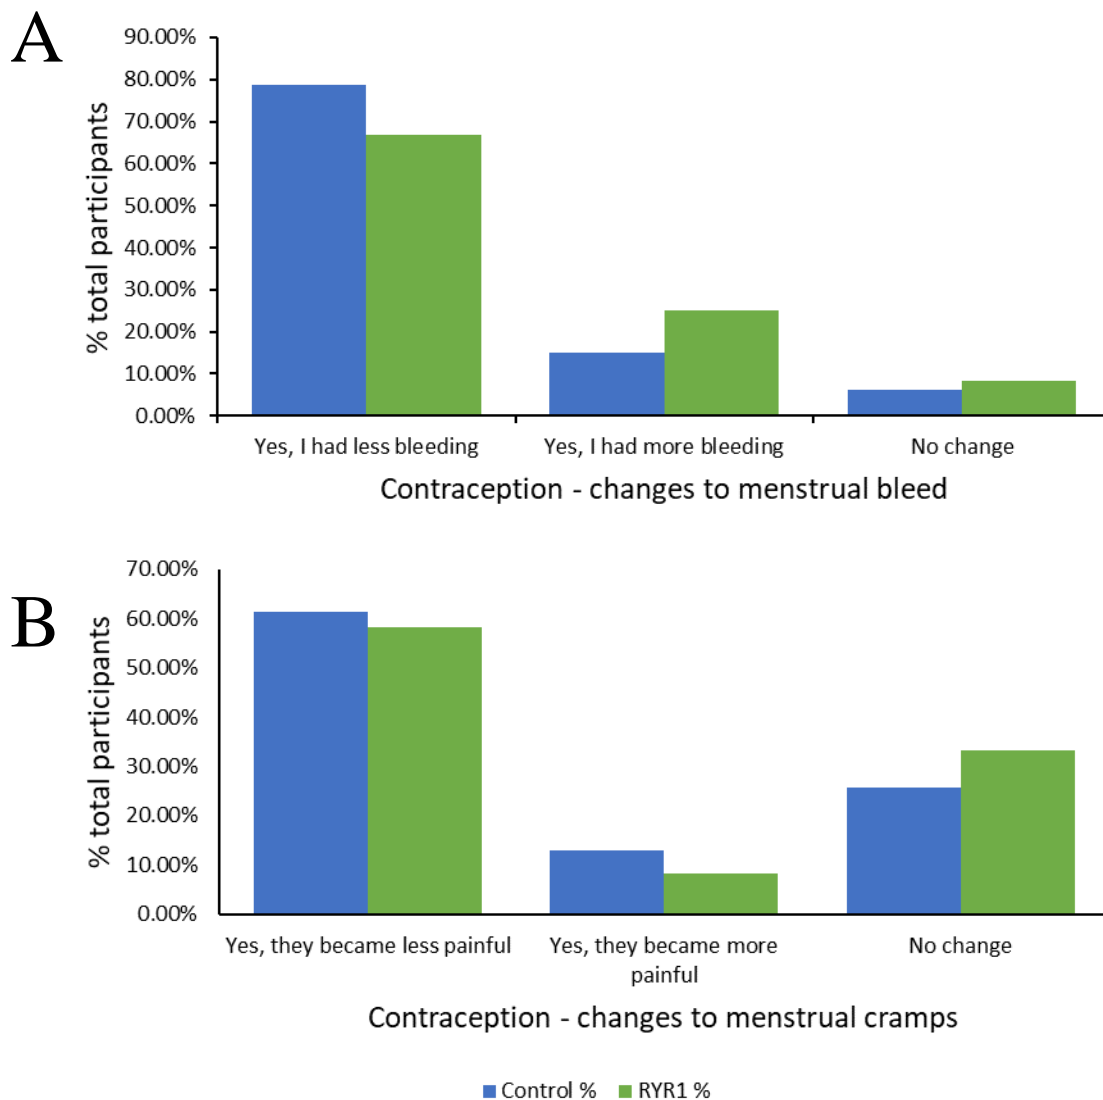 A
% total participants
90.00%
80.00%
70.00%
60.00%
50.00%
40.00%
30.00%
20.00%
10.00%
0.00%
Yes, I had less bleeding
Yes, I had more bleeding
No change
Contraception - changes to menstrual bleed
B
% total participants
70.00%
60.00%
50.00%
40.00%
30.00%
20.00%
10.00%
0.00%
Yes, they became less painful
Yes, they became more
painful
No change
Contraception - changes to menstrual cramps
Control %
RYR1 %